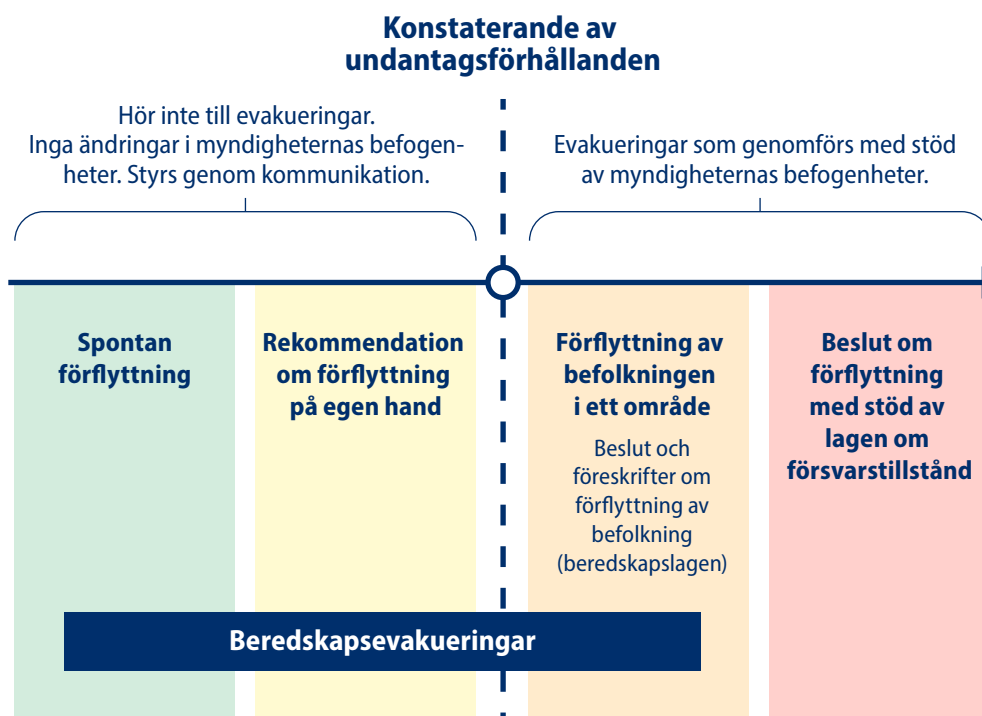 Konstaterande av
undantagsförhållanden
Hör inte till evakueringar.
Inga ändringar i myndigheternas befogen-
heter. Styrs genom kommunikation.
Evakueringar som genomförs med stöd
av myndigheternas befogenheter.
Spontan
förflyttning
Rekommendation
om förflyttning
på egen hand
Förflyttning av
befolkningen
i ett område
Beslut och
föreskrifter om
förflyttning av
befolkning
(beredskapslagen)
Beslut om
förflyttning
med stöd av
lagen om
försvarstillstånd
Beredskapsevakueringar